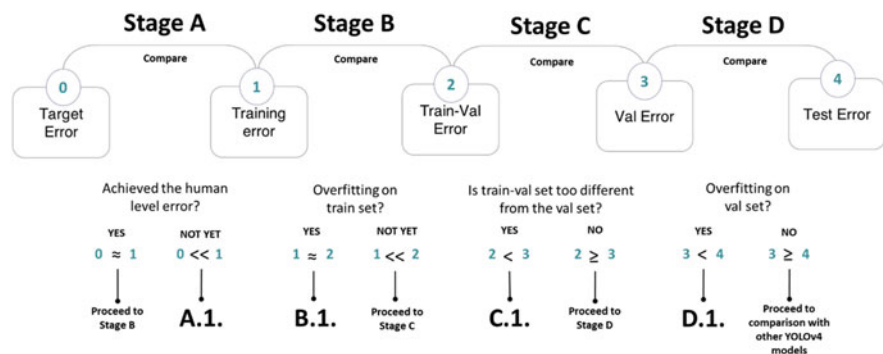 Stage A Stage B Stage C Stage D
Compare Compare Compare Compare
0 1 2 3 4
Target Error
Training error
Train-Val Error
Val Error
Test Error
Achieved the human
level error?
YES NOT YET
0 ≈ 1 0 << 1
Proceed to
Stage B
A.1.
Overfitting on
train set?
YES NOT YET
1 ≈ 2 1 << 2
B.1.
Proceed to
Stage C
Is train-val set too different
from the val set?
YES NO
2 < 3 2 ≥ 3
C.1.
Proceed to
Stage D
Overfitting on
val set?
YES NO
3 < 4 3 ≥ 4
D.1.
Proceed to
comparison with
other YOLOv4
models